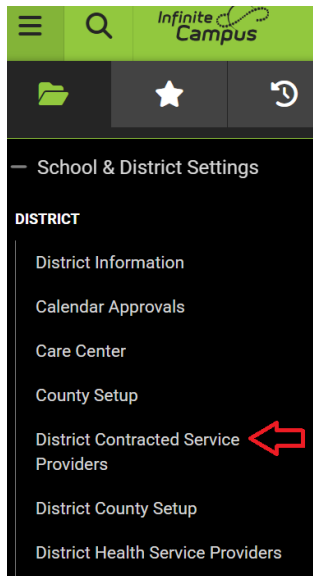 Infinite
Campus
School & District Settings
DISTRICT
District Information
Calendar Approvals
Care Center
County Setup
District Contracted Service
Providers
District County Setup
District Health Service Providers